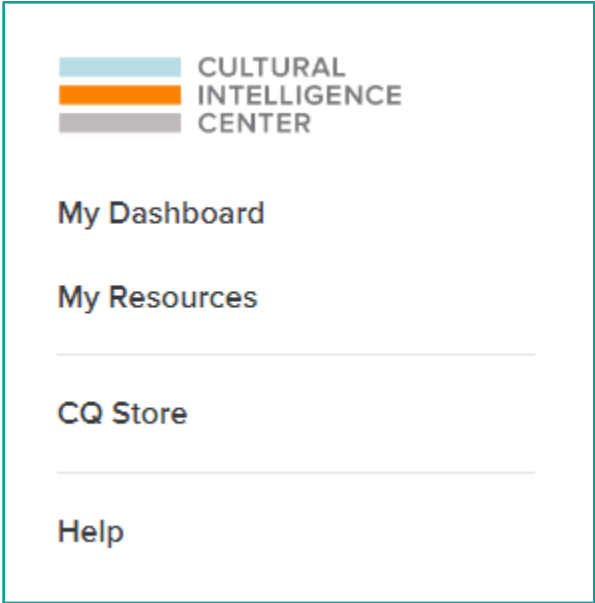 CULTURAL
INTELLIGENCE
CENTER
My Dashboard
My Resources
CQ Store
Help